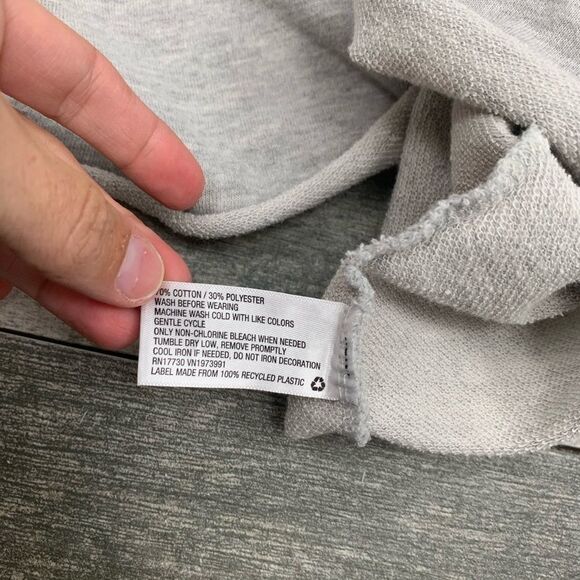 70% COTTON / 30% POLYESTER
WASH BEFORE WEARING
MACHINE WASH COLD WITH LIKE COLORS
GENTLE CYCLE
ONLY NON-CHLORINE BLEACH WHEN NEEDED
TUMBLE DRY LOW, REMOVE PROMPTLY
COOL IRON IF NEEDED, DO NOT IRON DECORATION
RN17730 VN1973991
LABEL MADE FROM 100% RECYCLED PLASTIC